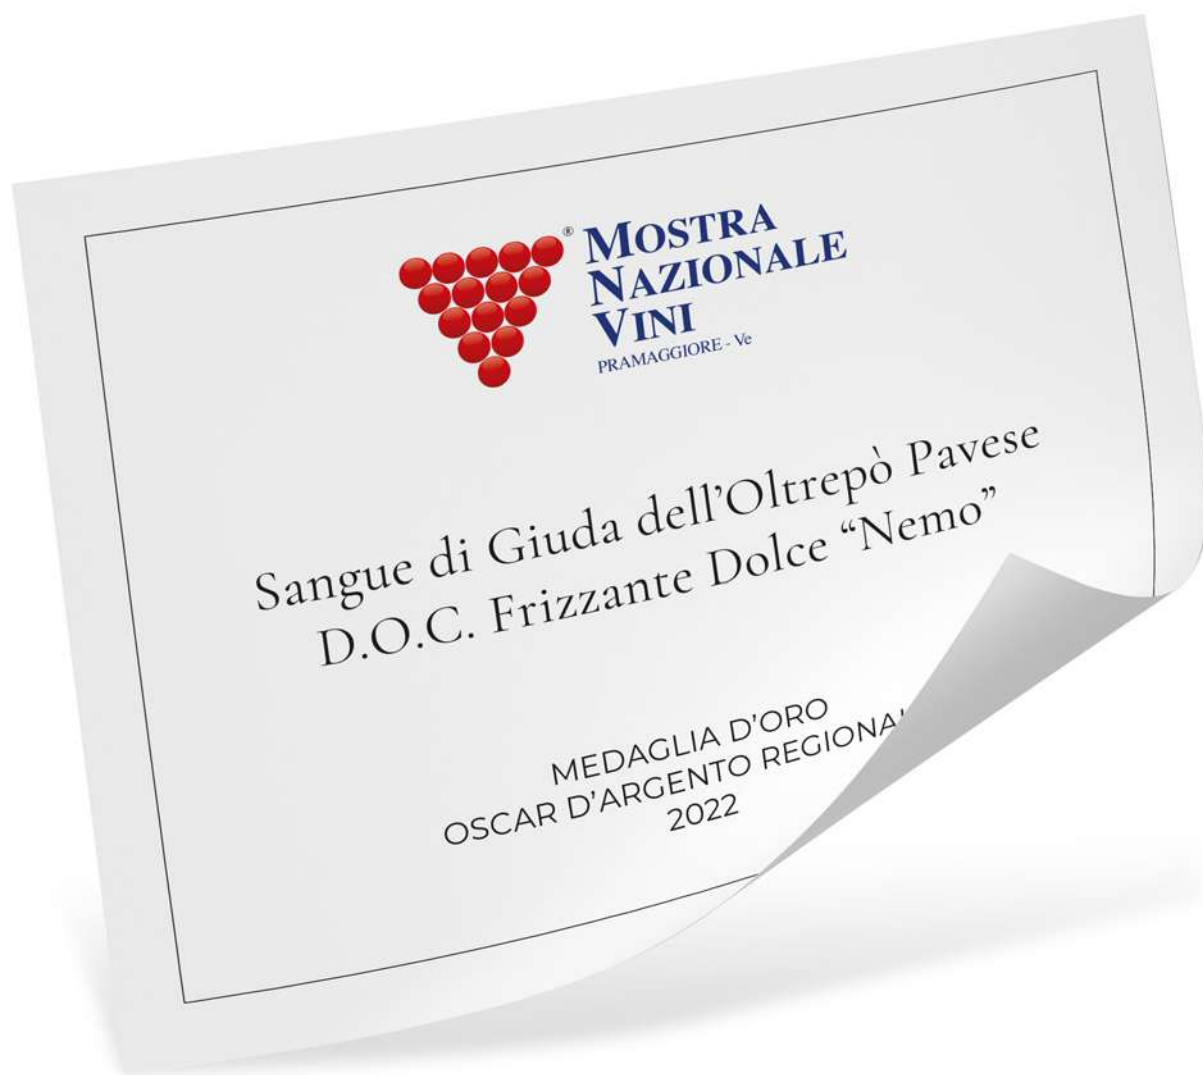 ®
MOSTRA
NAZIONALE
VINI
PRAMAGGIORE - Ve
Sangue di Giuda dell’Oltrepò Pavese
D.O.C. Frizzante Dolce “Nemo”
MEDAGLIA D’ORO
OSCAR D’ARGENTO
2022